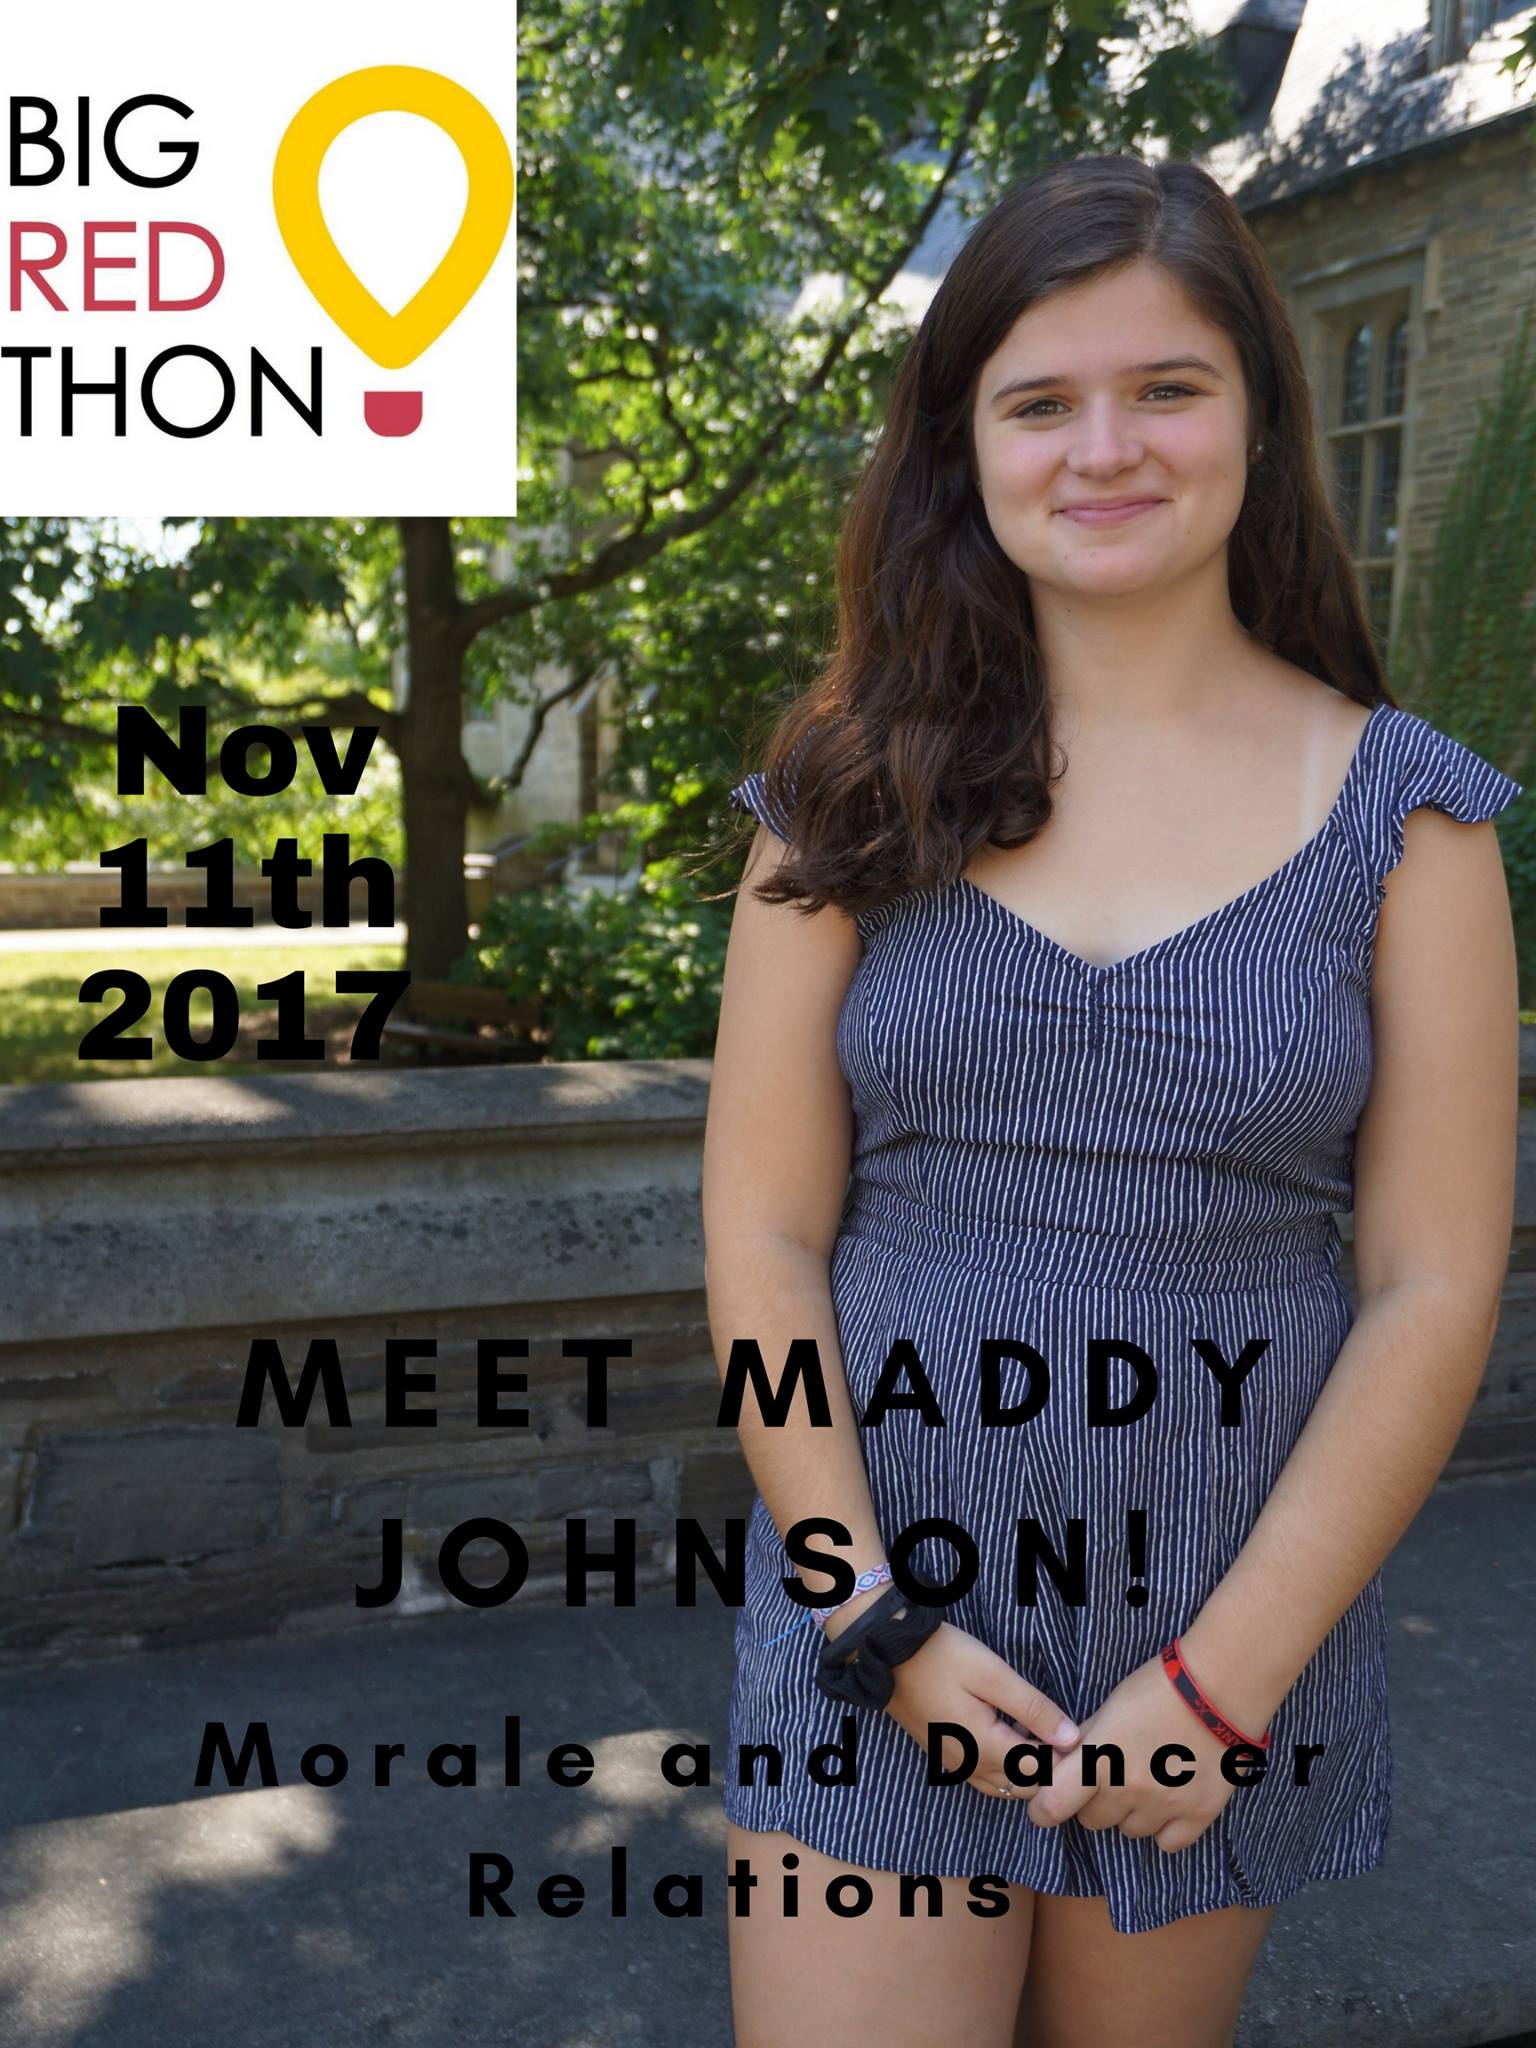 BIG
RED
THON
Nov
11th
2017
MEET MADDY
JOHNSON!
Morale and Dancer
Relations